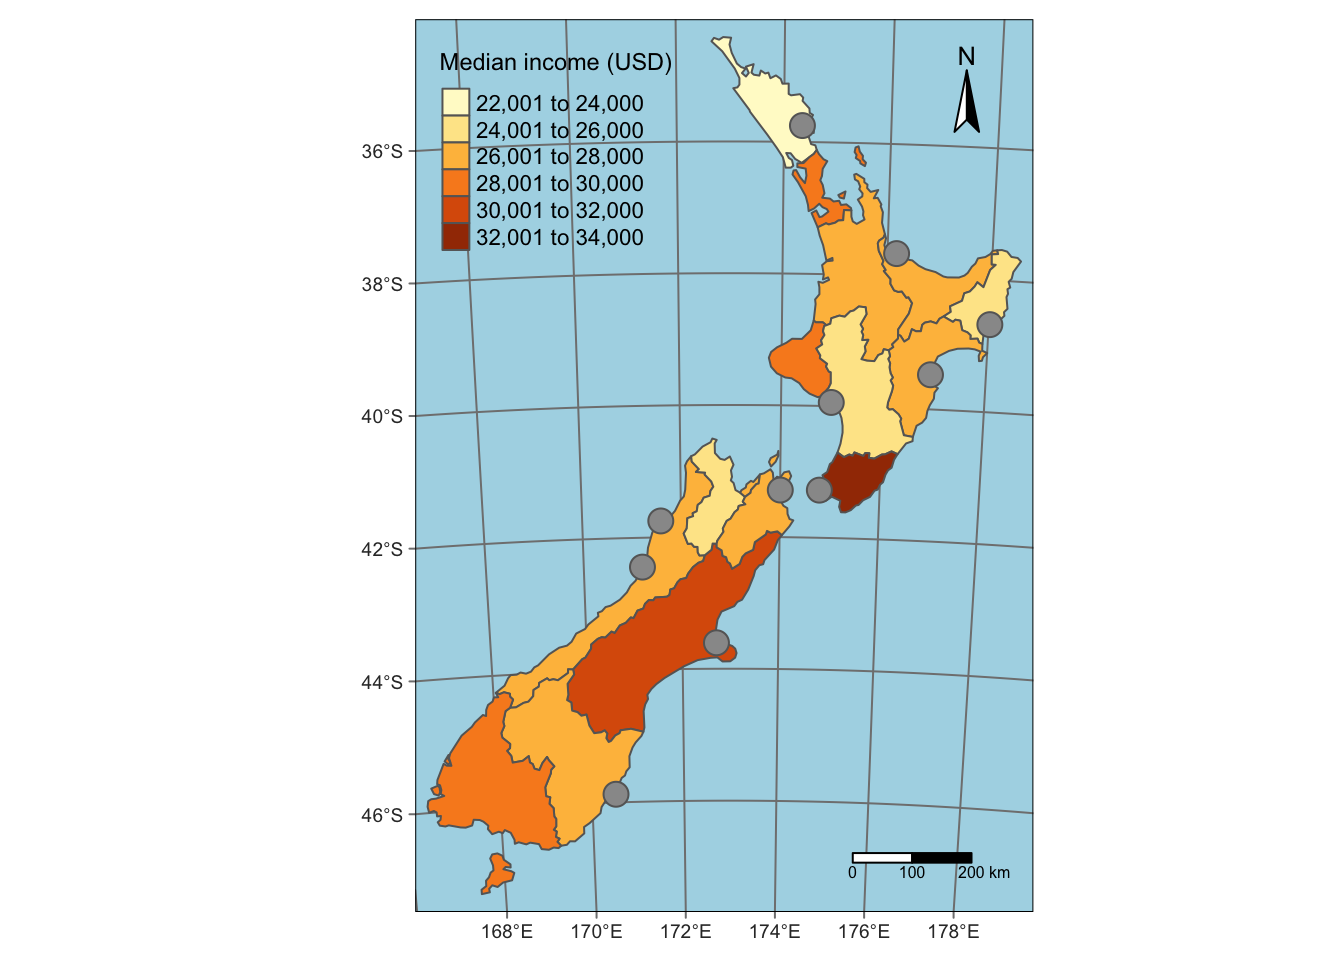 N
Median income (USD)
22,001 to 24,000
24,001 to 26,000
26,001 to 28,000
28,001 to 30,000
30,001 to 32,000
32,001 to 34,000
36°S
38°S
40°S
42°S
44°S
46°S
0 100 200 km
168°E 170°E 172°E 174°E 176°E 178°E